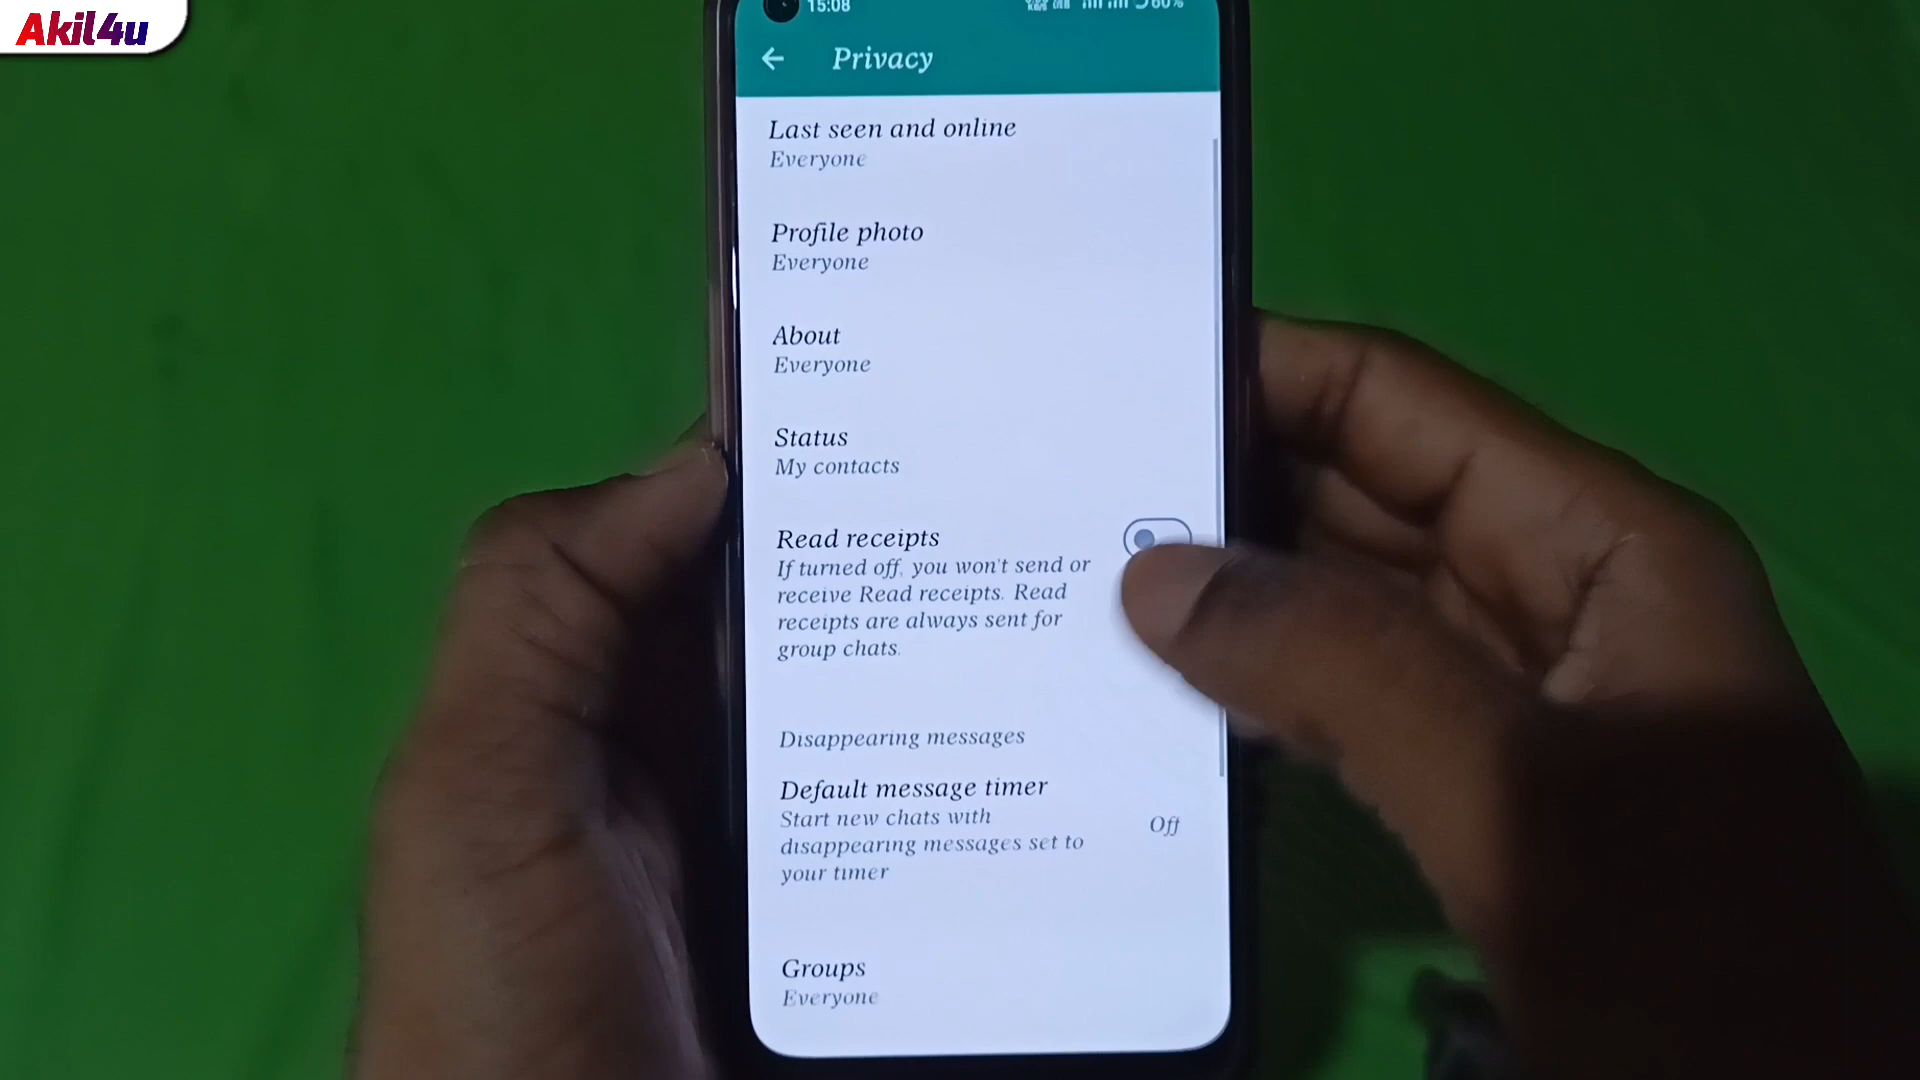 Akil4u
15:08
Privacy
Last seen and online
Everyone
Profile photo
Everyone
About
Everyone
Status
My contacts
Read receipts
If turned off, you won't send or
receive Read receipts. Read
receipts are always sent for
group chats.
Disappearing messages
Default message timer
Start new chats with
disappearing messages set to
your timer
Off
Groups
Everyone